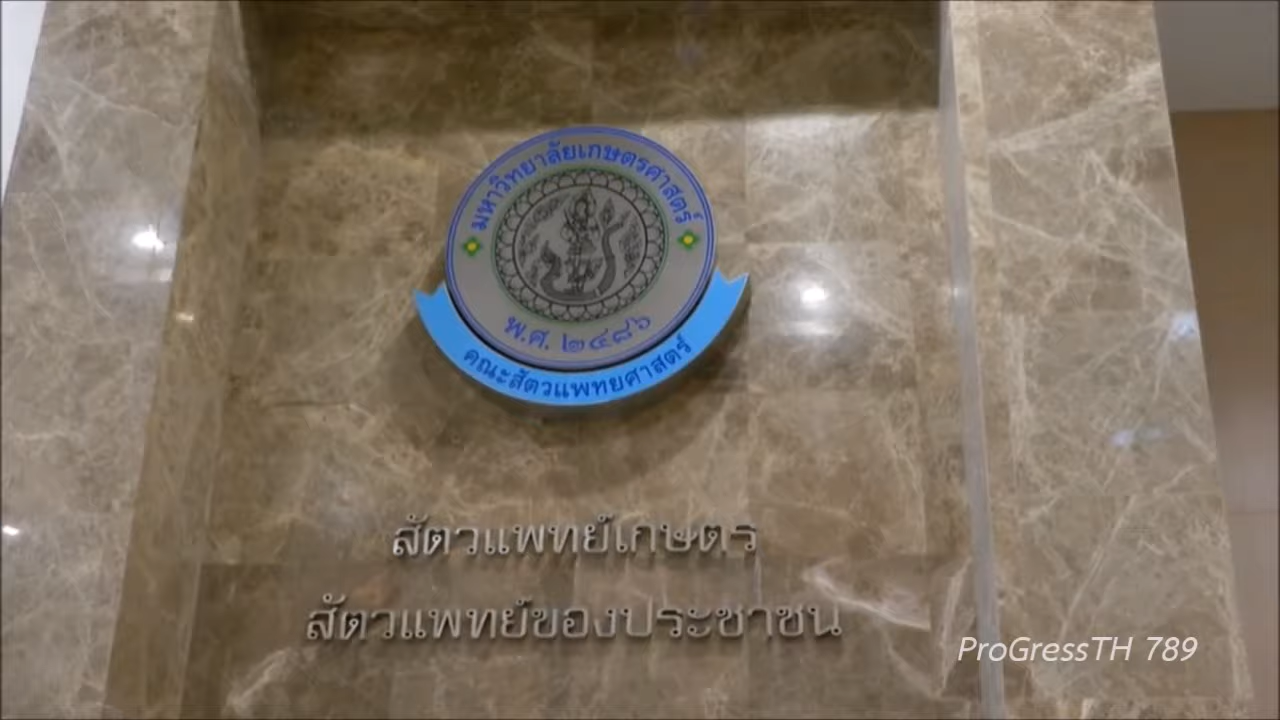 มหาวิทยาลัยเกษตรศาสตร์
พ.ศ. ๒๔๘๖
คณะสัตวแพทยศาสตร์
สัตวแพทย์เกษตร
สัตวแพทย์ของประชาชน
ProGressTH 789